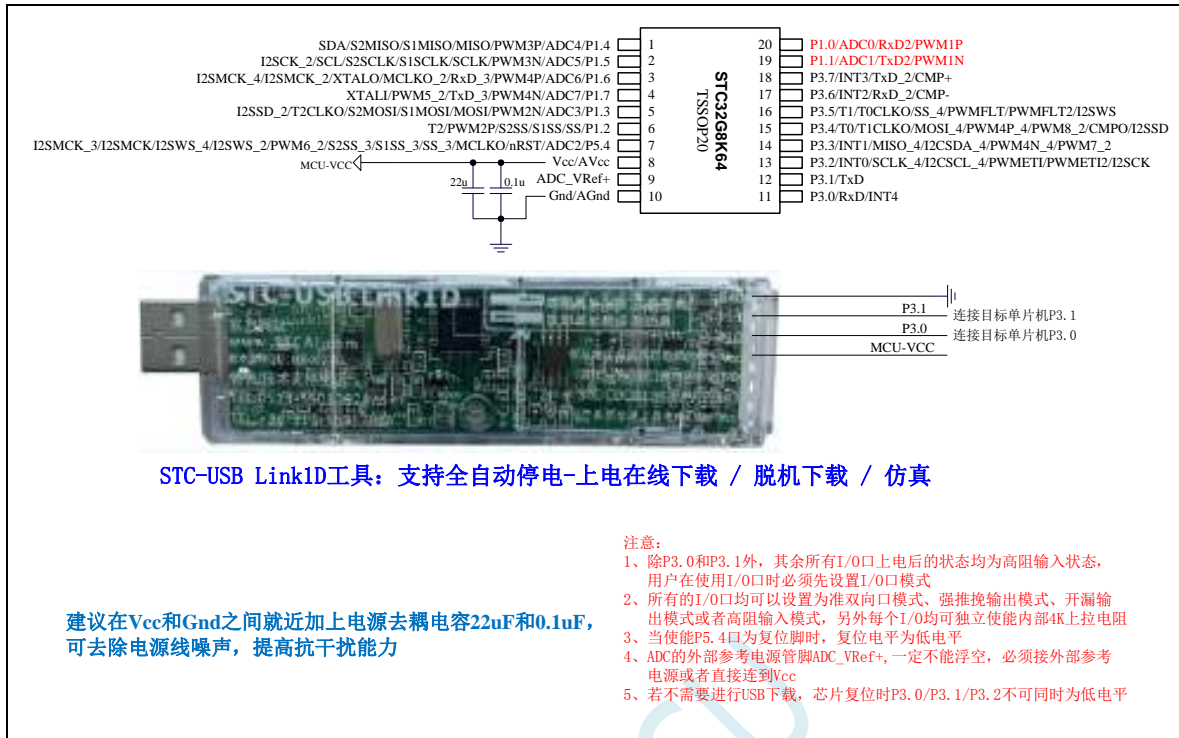 SDA/S2MISO/S1MISO/MISO/PWM3P/ADC4/P1.4 1
I2SCK_2/SCL/S2SCLK/S1SCLK/SCLK/PWM3N/ADC5/P1.5 2
I2SMCK_4/I2SMCK_2/XTALO/MCLKO_2/RxD_3/PWM4P/ADC6/P1.6 3
XTALI/PWM5_2/TxD_3/PWM4N/ADC7/P1.7 4
I2SSD_2/T2CLKO/S2MOSI/S1MOSI/MOSI/PWM2N/ADC3/P1.3 5
T2/PWM2P/S2SS/S1SS/SS/P1.2 6
I2SMCK_3/I2SMCK/I2SWS_4/I2SWS_2/PWM6_2/S2SS_3/S1SS_3/SS_3/MCLKO/nRST/ADC2/P5.4 7
MCU-VCC Vcc/AVcc 8
ADC_VRef+ 9
22u 0.1u Gnd/AGnd 10
STC32G8K64
TSSOP20
20 P1.0/ADC0/RxD2/PWM1P
19 P1.1/ADC1/TxD2/PWM1N
18 P3.7/INT3/TxD_2/CMP+
17 P3.6/INT2/RxD_2/CMP-
16 P3.5/T1/T0CLKO/SS_4/PWMFLT/PWMFLT2/I2SWS
15 P3.4/T0/T1CLKO/MOSI_4/PWM4P_4/PWM8_2/CMPO/I2SSD
14 P3.3/INT1/MISO_4/I2CSDA_4/PWM4N_4/PWM7_2
13 P3.2/INT0/SCLK_4/I2CSCL_4/PWMETI/PWMETI2/I2SCK
12 P3.1/TxD
11 P3.0/RxD/INT4
STC-USB Link1D
P3.1 连接目标单片机P3.1
P3.0 连接目标单片机P3.0
MCU-VCC
STC-USB Link1D工具：支持全自动停电-上电在线下载 / 脱机下载 / 仿真
建议在Vcc和Gnd之间就近加上电源去耦电容22uF和0.1uF，
可去除电源线噪声，提高抗干扰能力
注意：
1、除P3.0和P3.1外，其余所有I/O口上电后的状态均为高阻输入状态，
用户在使用I/O口时必须先设置I/O口模式
2、所有的I/O口均可以设置为准双向口模式、强推挽输出模式、开漏输
出模式或者高阻输入模式，另外每个I/O均可独立使能内部4K上拉电阻
3、当使能P5.4口为复位脚时，复位电平为低电平
4、ADC的外部参考电源管脚ADC_VRef+,一定不能浮空，必须接外部参考
电源或者直接连到Vcc
5、若不需要进行USB下载，芯片复位时P3.0/P3.1/P3.2不可同时为低电平